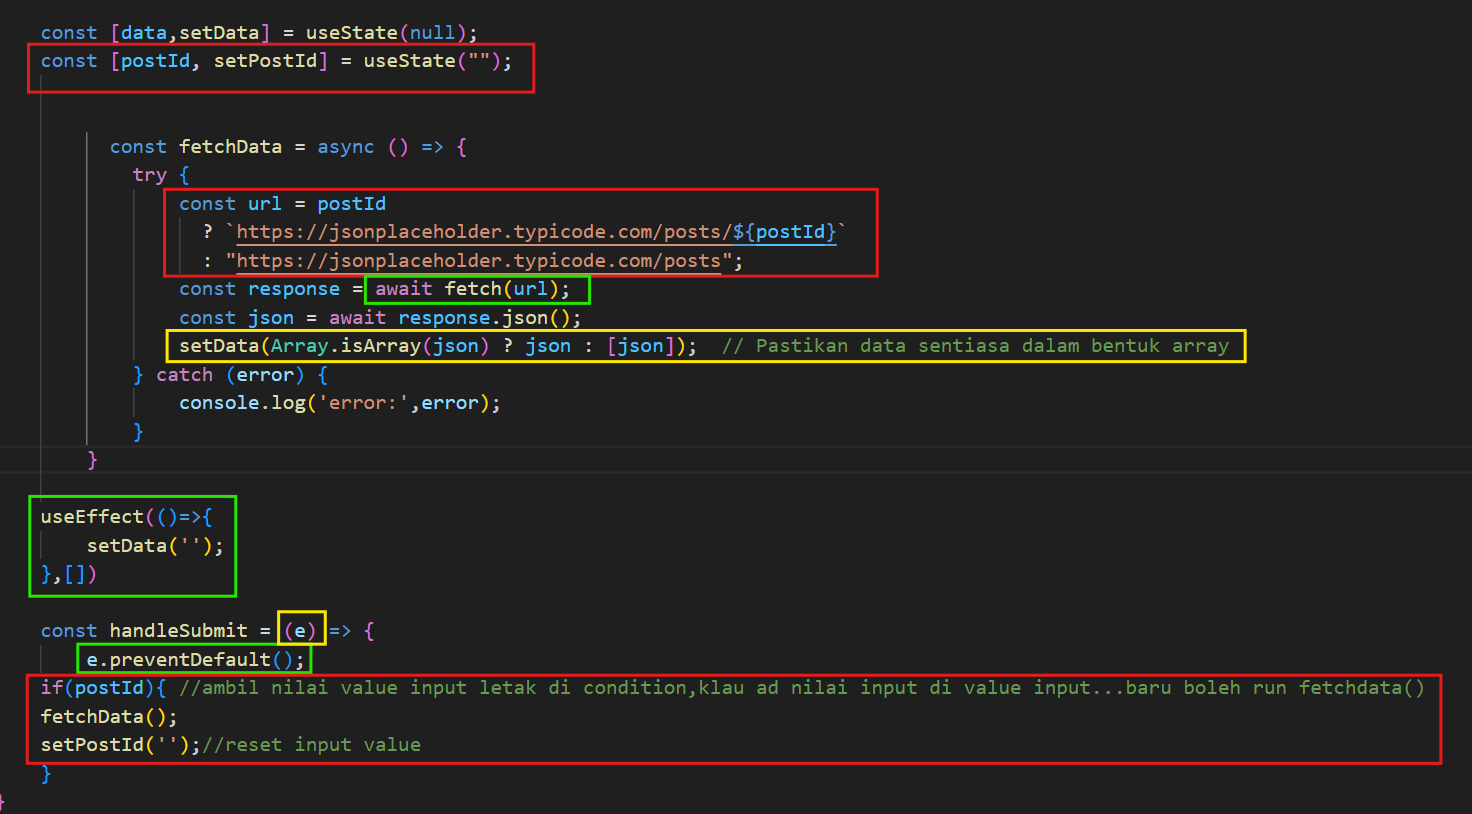 const [data,setData] = useState(null);
const [postId, setPostId] = useState("");
const fetchData = async () => {
try {
const url = postId
? `https://jsonplaceholder.typicode.com/posts/${postId}`
: "https://jsonplaceholder.typicode.com/posts";
const response = await fetch(url);
const json = await response.json();
setData(Array.isArray(json) ? json : [json]); // Pastikan data sentiasa dalam bentuk array
} catch (error) {
console.log('error:',error);
}
}
useEffect(()=>{
setData('');
},[])
const handleSubmit = (e) => {
e.preventDefault();
if(postId){ //ambil nilai value input letak di condition,klau ad nilai input di value input...baru boleh run fetchdata()
fetchData();
setPostId('');//reset input value
}
}